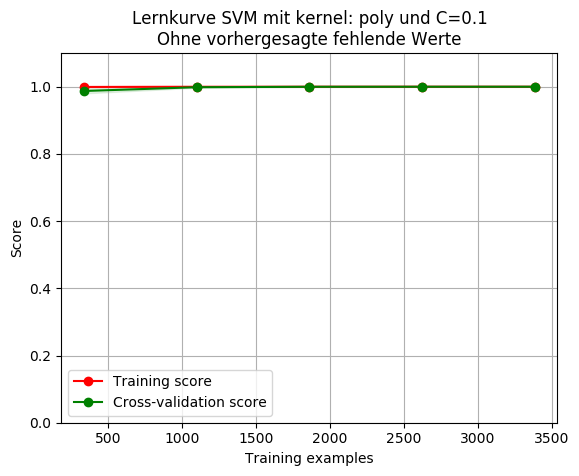 Lernkurve SVM mit kernel: poly und C=0.1
Ohne vorhergesagte fehlende Werte
1.0
0.8
0.6
0.4
0.2
0.0
Score
Training score
Cross-validation score
500
1000
1500
2000
2500
3000
3500
Training examples